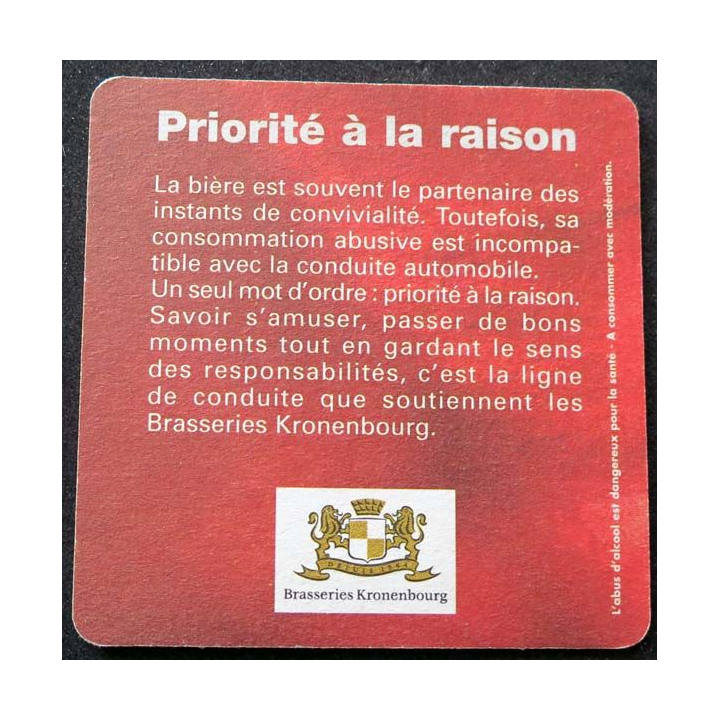 Priorité à la raison
La bière est souvent le partenaire des
instants de convivialité. Toutefois, sa
consommation abusive est incompa-
tible avec la conduite automobile.
Un seul mot d'ordre : priorité à la raison.
Savoir s'amuser, passer de bons
moments tout en gardant le sens
des responsabilités, c'est la ligne
de conduite que soutiennent les
Brasseries Kronenbourg.
L'abus d'alcool est dangereux pour la santé - A consommer avec modération.
DEPUIS 1664
Brasseries Kronenbourg